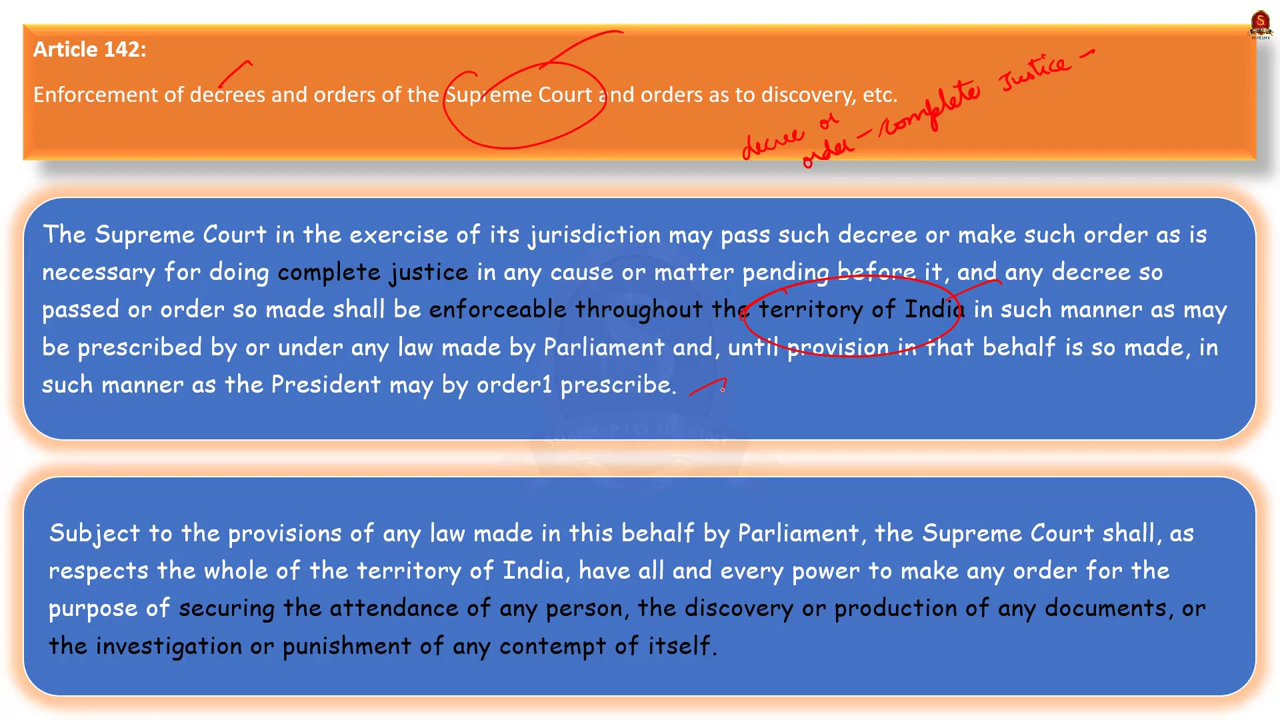 Article 142:
Enforcement of decrees and orders of the Supreme Court and orders as to discovery, etc.
decree or
order - complete Justice -
The Supreme Court in the exercise of its jurisdiction may pass such decree or make such order as is
necessary for doing complete justice in any cause or matter pending before it, and any decree so
passed or order so made shall be enforceable throughout the territory of India in such manner as may
be prescribed by or under any law made by Parliament and, until provision in that behalf is so made, in
such manner as the President may by order1 prescribe.
Subject to the provisions of any law made in this behalf by Parliament, the Supreme Court shall, as
respects the whole of the territory of India, have all and every power to make any order for the
purpose of securing the attendance of any person, the discovery or production of any documents, or
the investigation or punishment of any contempt of itself.